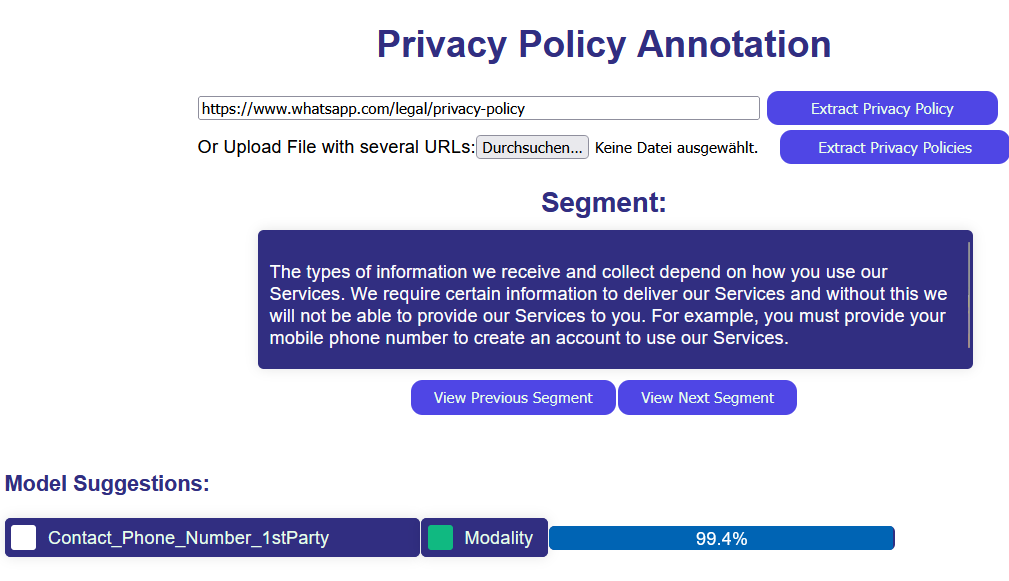 Privacy Policy Annotation
https://www.whatsapp.com/legal/privacy-policy Extract Privacy Policy
Or Upload File with several URLs: Durchsuchen... Keine Datei ausgewählt. Extract Privacy Policies
Segment:
The types of information we receive and collect depend on how you use our
Services. We require certain information to deliver our Services and without this we
will not be able to provide our Services to you. For example, you must provide your
mobile phone number to create an account to use our Services.
View Previous Segment View Next Segment
Model Suggestions:
Contact_Phone_Number_1stParty Modality 99.4%